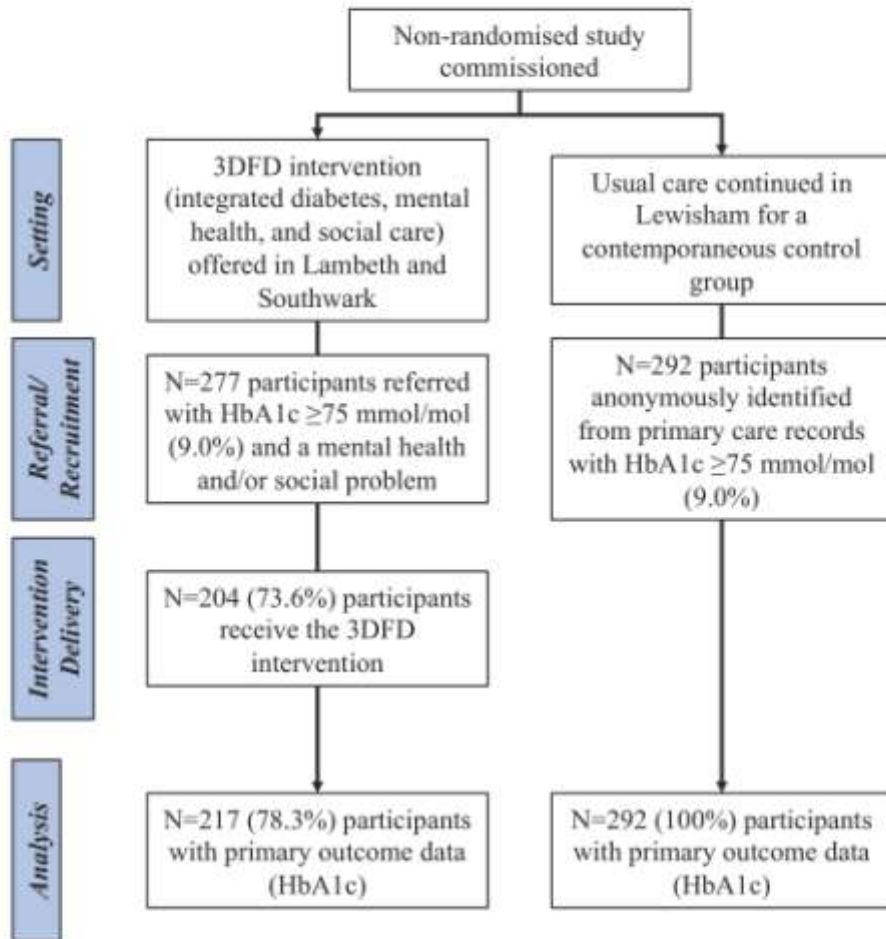 Non-randomised study
commissioned
Setting
3DFD intervention
(integrated diabetes, mental
health, and social care)
offered in Lambeth and
Southwark
Usual care continued in
Lewisham for a
contemporaneous control
group
Referral/
Recruitment
N=277 participants referred
with HbA1c ≥75 mmol/mol
(9.0%) and a mental health
and/or social problem
N=292 participants
anonymously identified
from primary care records
with HbA1c ≥75 mmol/mol
(9.0%)
Intervention
Delivery
N=204 (73.6%) participants
receive the 3DFD
intervention
Analysis
N=217 (78.3%) participants
with primary outcome data
(HbA1c)
N=292 (100%) participants
with primary outcome data
(HbA1c)